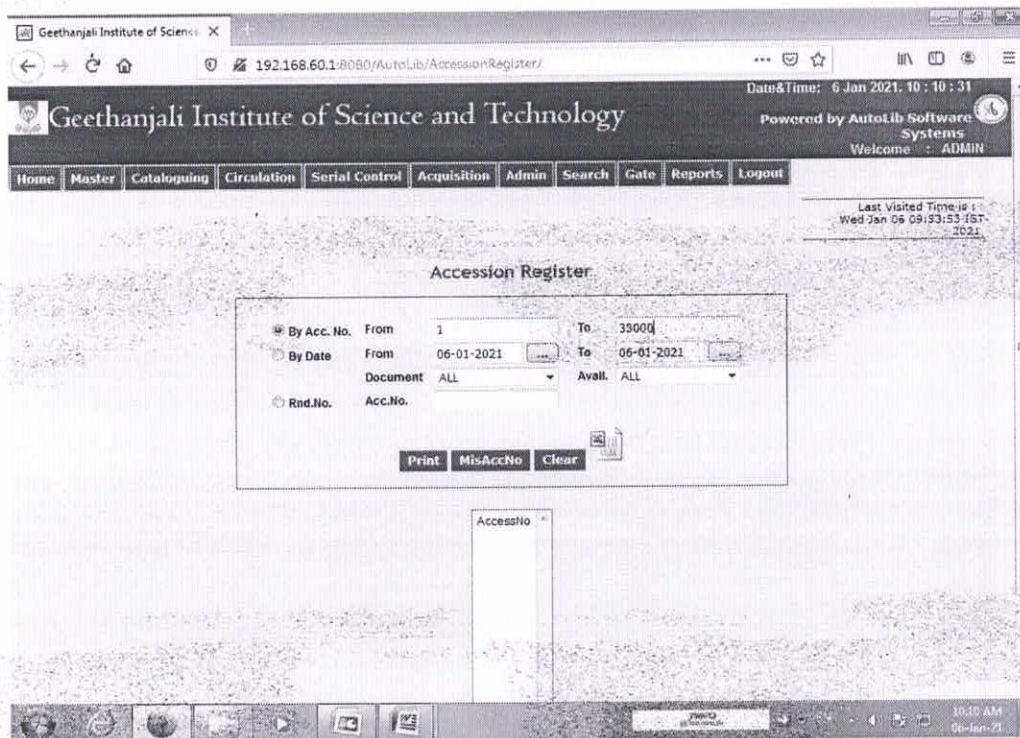 Geethanjali Institute of Science
192.168.60.1:8080/AutoLib/AccessionRegister/
Date&Time: 6 Jan 2021, 10 : 10 : 31
Geethanjali Institute of Science and Technology
Powered by AutoLib Software Systems
Welcome : ADMIN
Home Master Cataloguing Circulation Serial Control Acquisition Admin Search Gate Reports Logout
Last Visited Time is :
Wed Jan 06 09:33:53 IST
2021
Accession Register
By Acc. No. From 1 To 33000
By Date From 06-01-2021 ... To 06-01-2021 ...
Document ALL Avail. ALL
Rnd.No. Acc.No.
Print MisAccNo Clear
AccessNo
10:10 AM
06-Jan-21